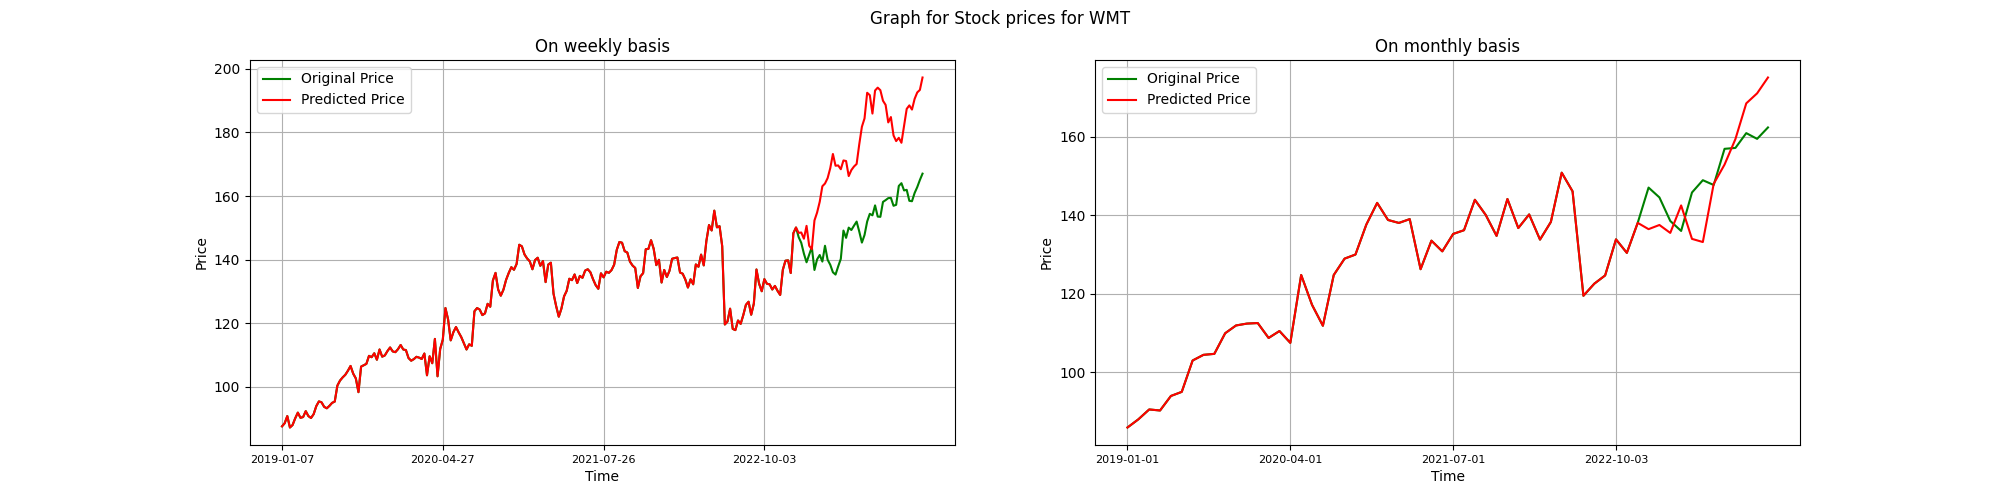 Graph for Stock prices for WMT
On weekly basis
Original Price
Predicted Price
200
180
160
140
120
100
Price
2019-01-07
2020-04-27
2021-07-26
2022-10-03
Time
On monthly basis
Original Price
Predicted Price
160
140
120
100
Price
2019-01-01
2020-04-01
2021-07-01
2022-10-03
Time